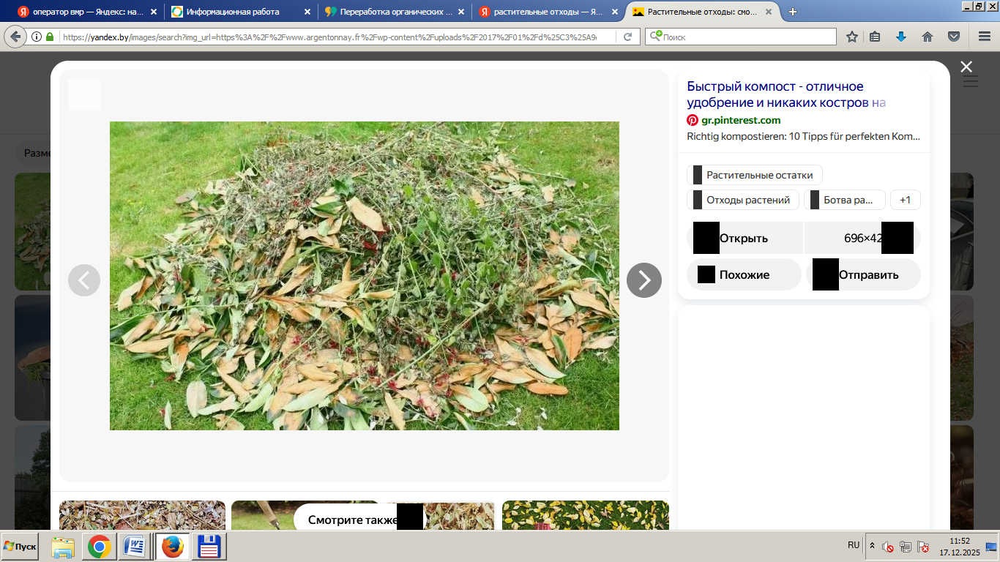 оператор вмр — Яндекс: на...
Информационная работа
Переработка органических ...
растительные отходы — Я...
Растительные отходы: смо...
https://yandex.by/images/search?img_url=https%3A%2F%2Fwww.argentonnay.fr%2Fwp-content%2Fuploads%2F2017%2F01%2Fd%25C3%25A9c
Поиск
Разме
Быстрый компост - отличное
удобрение и никаких костров на
gr.pinterest.com
Richtig kompostieren: 10 Tipps für perfekten Kom...
Растительные остатки
Отходы растений
Ботва ра...
+1
Открыть
696×42
Похожие
Отправить
Смотрите также
Пуск
RU
11:52
17.12.2025